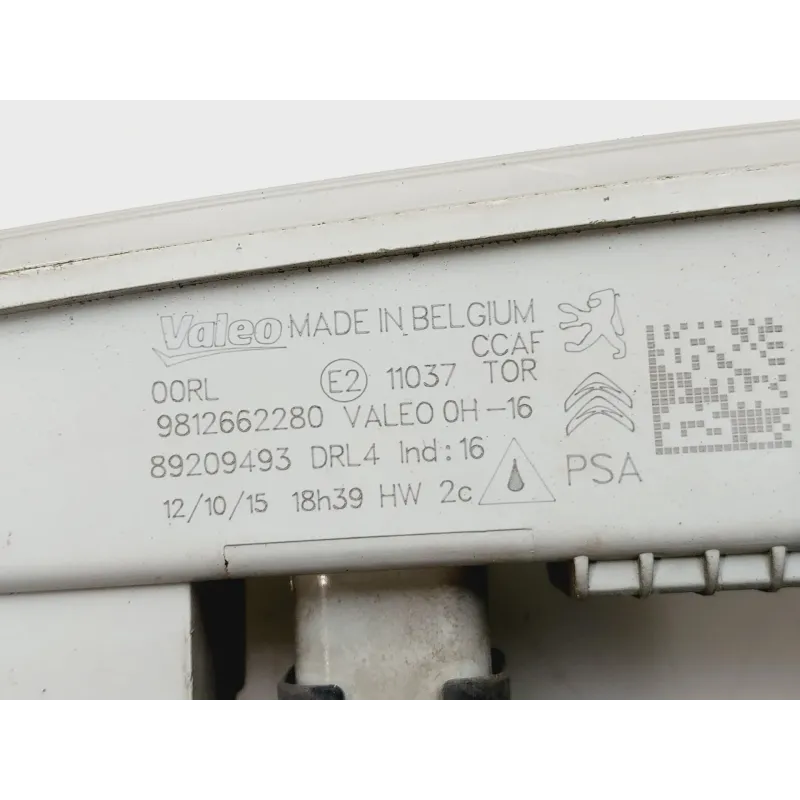 Valeo MADE IN BELGIUM
CCAF
00RL E2 11037 TOR
9812662280 VALEO 0H-16
89209493 DRL4 Ind:16
12/10/15 18h39 HW 2c
PSA